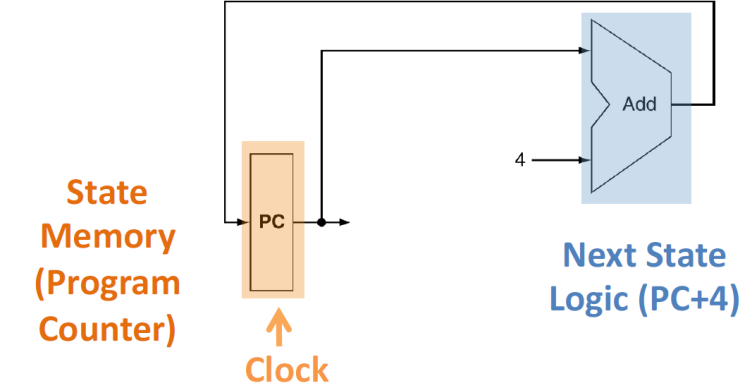 Add
4
PC
State
Memory
(Program
Counter)
Next State
Logic (PC+4)
Clock